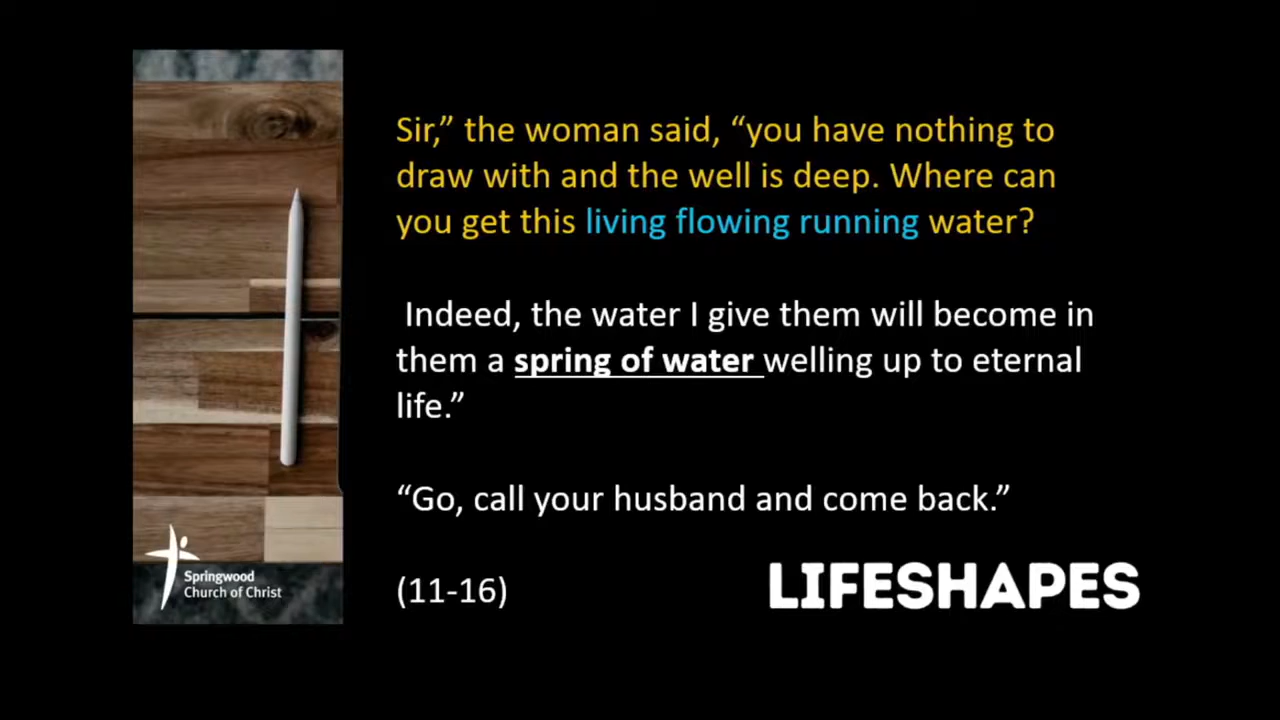 Sir,” the woman said, “you have nothing to
draw with and the well is deep. Where can
you get this living flowing running water?
Indeed, the water I give them will become in
them a spring of water welling up to eternal
life.”
“Go, call your husband and come back.”
(11-16)
LIFESHAPES
Springwood
Church of Christ